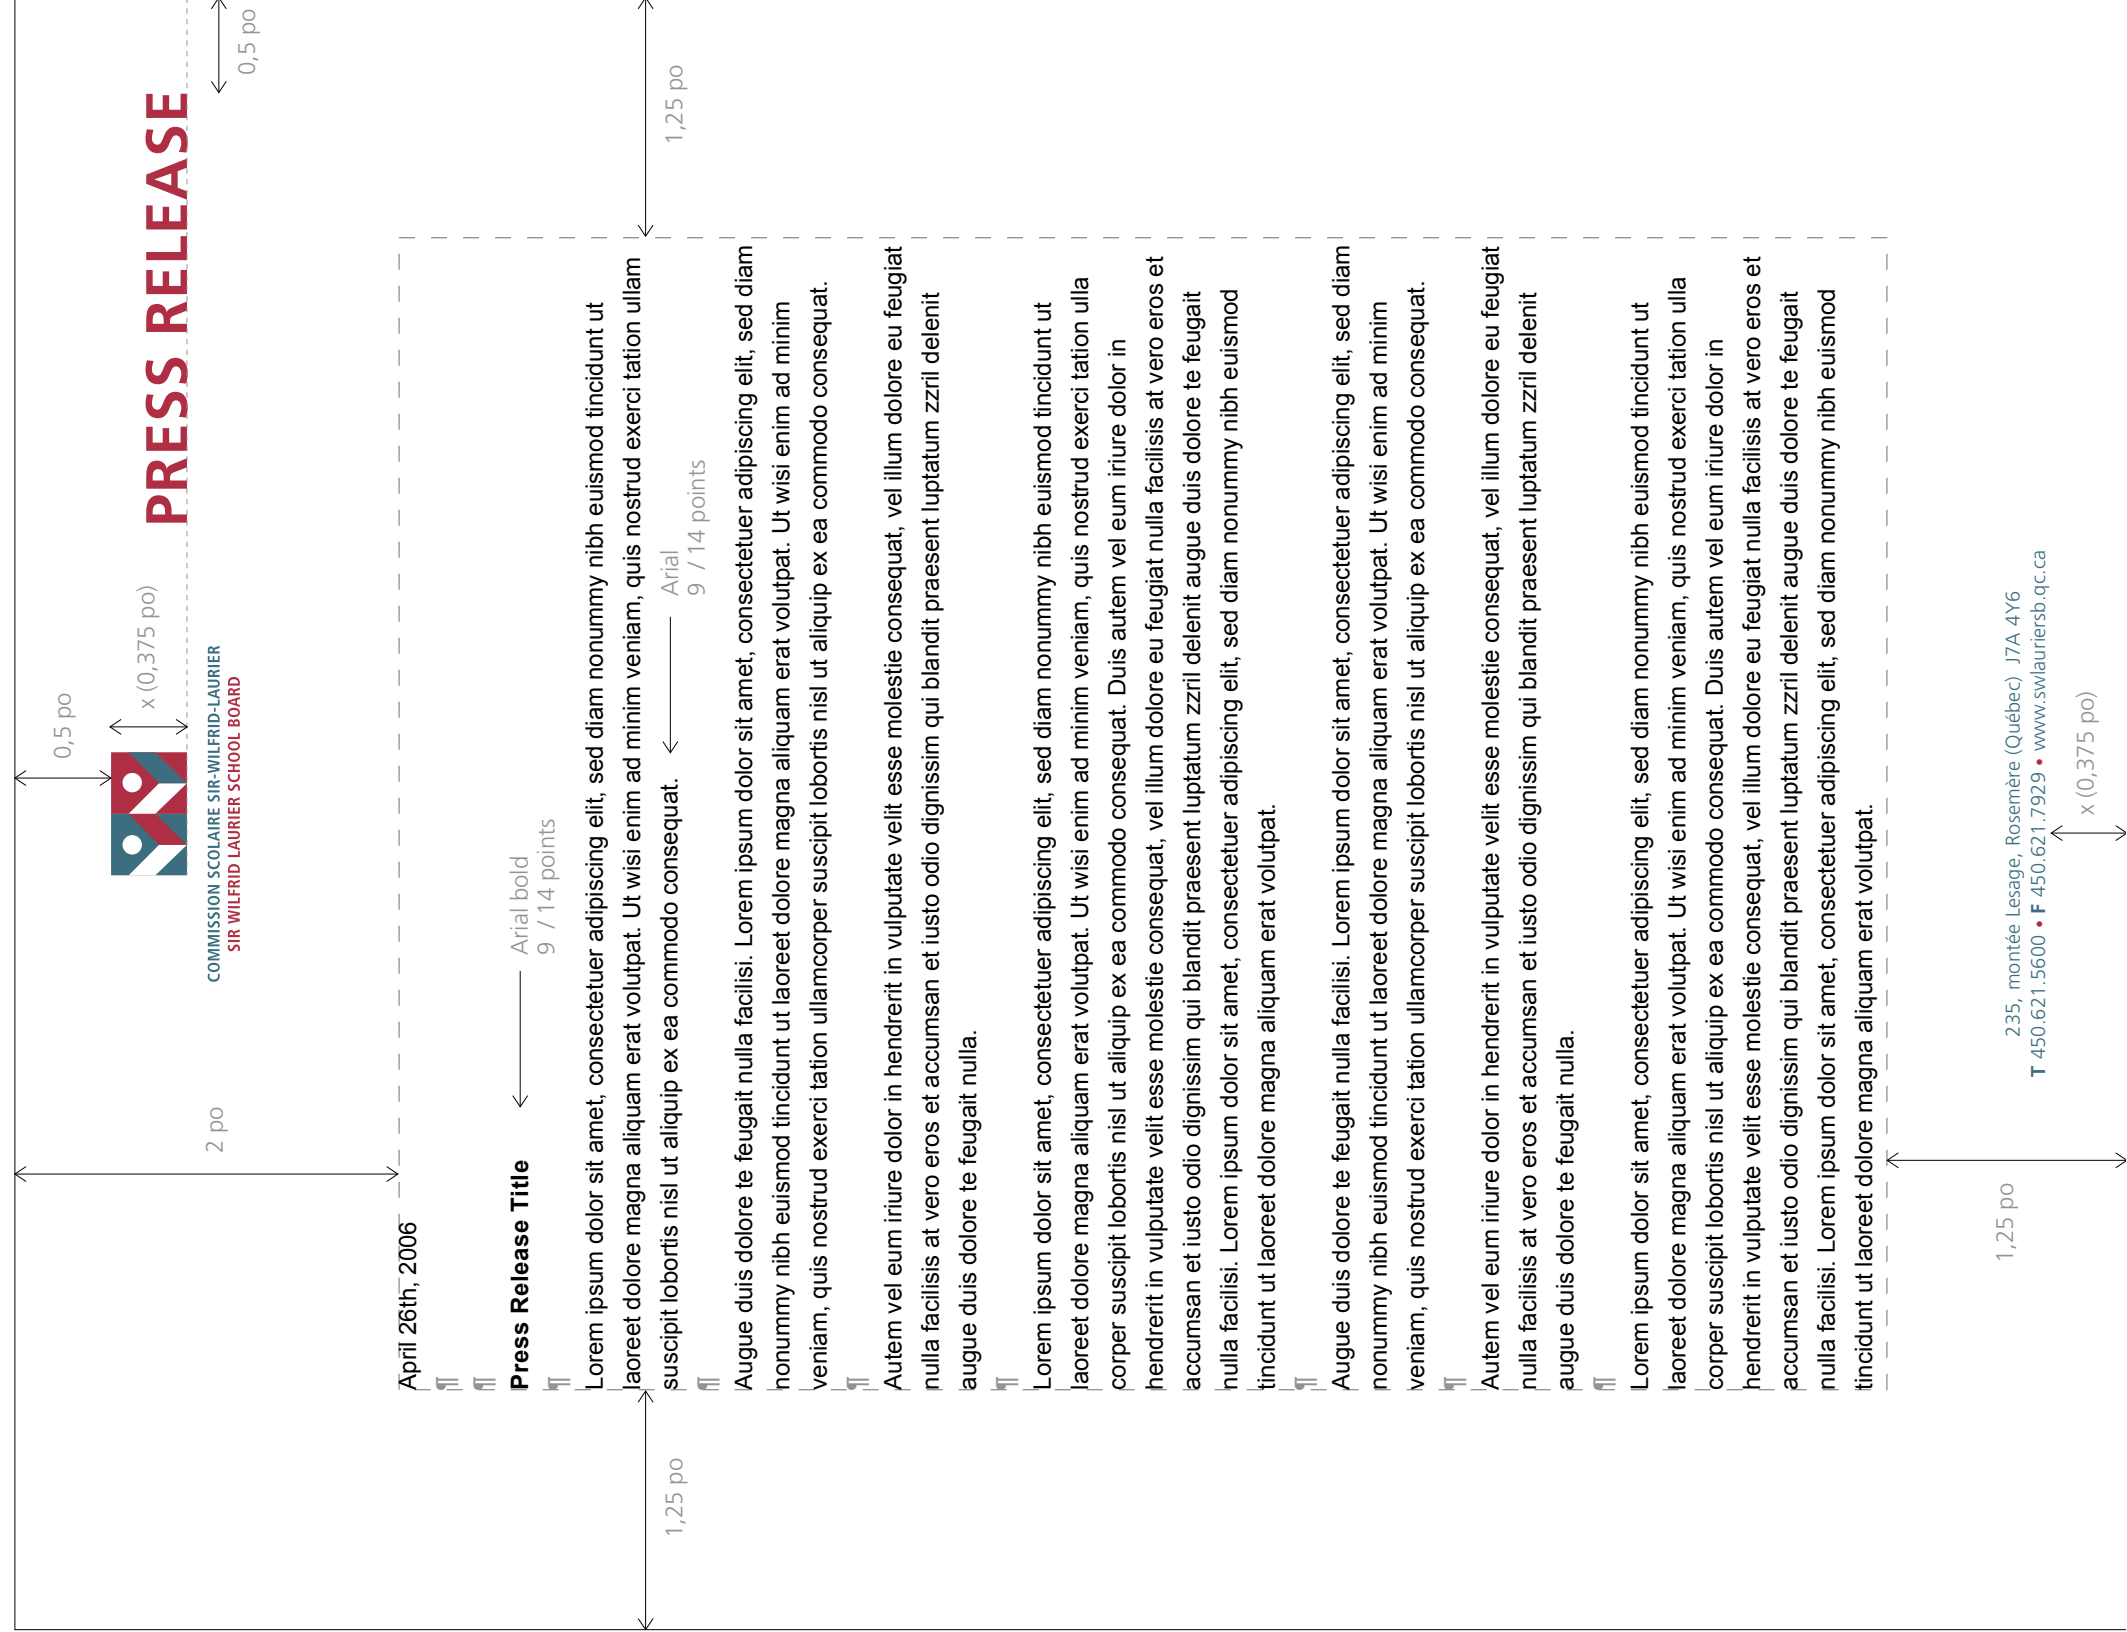 0,5 po
x (0,375 po)
PRESS RELEASE
0,5 po
COMMISSION SCOLAIRE SIR-WILFRID-LAURIER
SIR WILFRID LAURIER SCHOOL BOARD
2 po
April 26th, 2006
¶
¶
Press Release Title
Arial bold
9 / 14 points
¶
Lorem ipsum dolor sit amet, consectetuer adipiscing elit, sed diam nonummy nibh euismod tincidunt ut
laoreet dolore magna aliquam erat volutpat. Ut wisi enim ad minim veniam, quis nostrud exerci tation ullam
suscipit lobortis nisl ut aliquip ex ea commodo consequat.
Arial
9 / 14 points
1,25 po
1,25 po
¶
Augue duis dolore te feugait nulla facilisi. Lorem ipsum dolor sit amet, consectetuer adipiscing elit, sed diam
nonummy nibh euismod tincidunt ut laoreet dolore magna aliquam erat volutpat. Ut wisi enim ad minim
veniam, quis nostrud exerci tation ullamcorper suscipit lobortis nisl ut aliquip ex ea commodo consequat.
¶
Autem vel eum iriure dolor in hendrerit in vulputate velit esse molestie consequat, vel illum dolore eu feugiat
nulla facilisis at vero eros et accumsan et iusto odio dignissim qui blandit praesent luptatum zzril delenit
augue duis dolore te feugait nulla.
¶
Lorem ipsum dolor sit amet, consectetuer adipiscing elit, sed diam nonummy nibh euismod tincidunt ut
laoreet dolore magna aliquam erat volutpat. Ut wisi enim ad minim veniam, quis nostrud exerci tation ulla
corper suscipit lobortis nisl ut aliquip ex ea commodo consequat. Duis autem vel eum iriure dolor in
hendrerit in vulputate velit esse molestie consequat, vel illum dolore eu feugiat nulla facilisis at vero eros et
accumsan et iusto odio dignissim qui blandit praesent luptatum zzril delenit augue duis dolore te feugait
nulla facilisi. Lorem ipsum dolor sit amet, consectetuer adipiscing elit, sed diam nonummy nibh euismod
tincidunt ut laoreet dolore magna aliquam erat volutpat.
¶
Augue duis dolore te feugait nulla facilisi. Lorem ipsum dolor sit amet, consectetuer adipiscing elit, sed diam
nonummy nibh euismod tincidunt ut laoreet dolore magna aliquam erat volutpat. Ut wisi enim ad minim
veniam, quis nostrud exerci tation ullamcorper suscipit lobortis nisl ut aliquip ex ea commodo consequat.
¶
Autem vel eum iriure dolor in hendrerit in vulputate velit esse molestie consequat, vel illum dolore eu feugiat
nulla facilisis at vero eros et accumsan et iusto odio dignissim qui blandit praesent luptatum zzril delenit
augue duis dolore te feugait nulla.
¶
Lorem ipsum dolor sit amet, consectetuer adipiscing elit, sed diam nonummy nibh euismod tincidunt ut
laoreet dolore magna aliquam erat volutpat. Ut wisi enim ad minim veniam, quis nostrud exerci tation ulla
corper suscipit lobortis nisl ut aliquip ex ea commodo consequat. Duis autem vel eum iriure dolor in
hendrerit in vulputate velit esse molestie consequat, vel illum dolore eu feugiat nulla facilisis at vero eros et
accumsan et iusto odio dignissim qui blandit praesent luptatum zzril delenit augue duis dolore te feugait
nulla facilisi. Lorem ipsum dolor sit amet, consectetuer adipiscing elit, sed diam nonummy nibh euismod
tincidunt ut laoreet dolore magna aliquam erat volutpat.
1,25 po
235, montée Lesage, Rosemère (Québec) J7A 4Y6
T 450.621.5600 • F 450.621.7929 • www.swlauriersb.qc.ca
x (0,375 po)